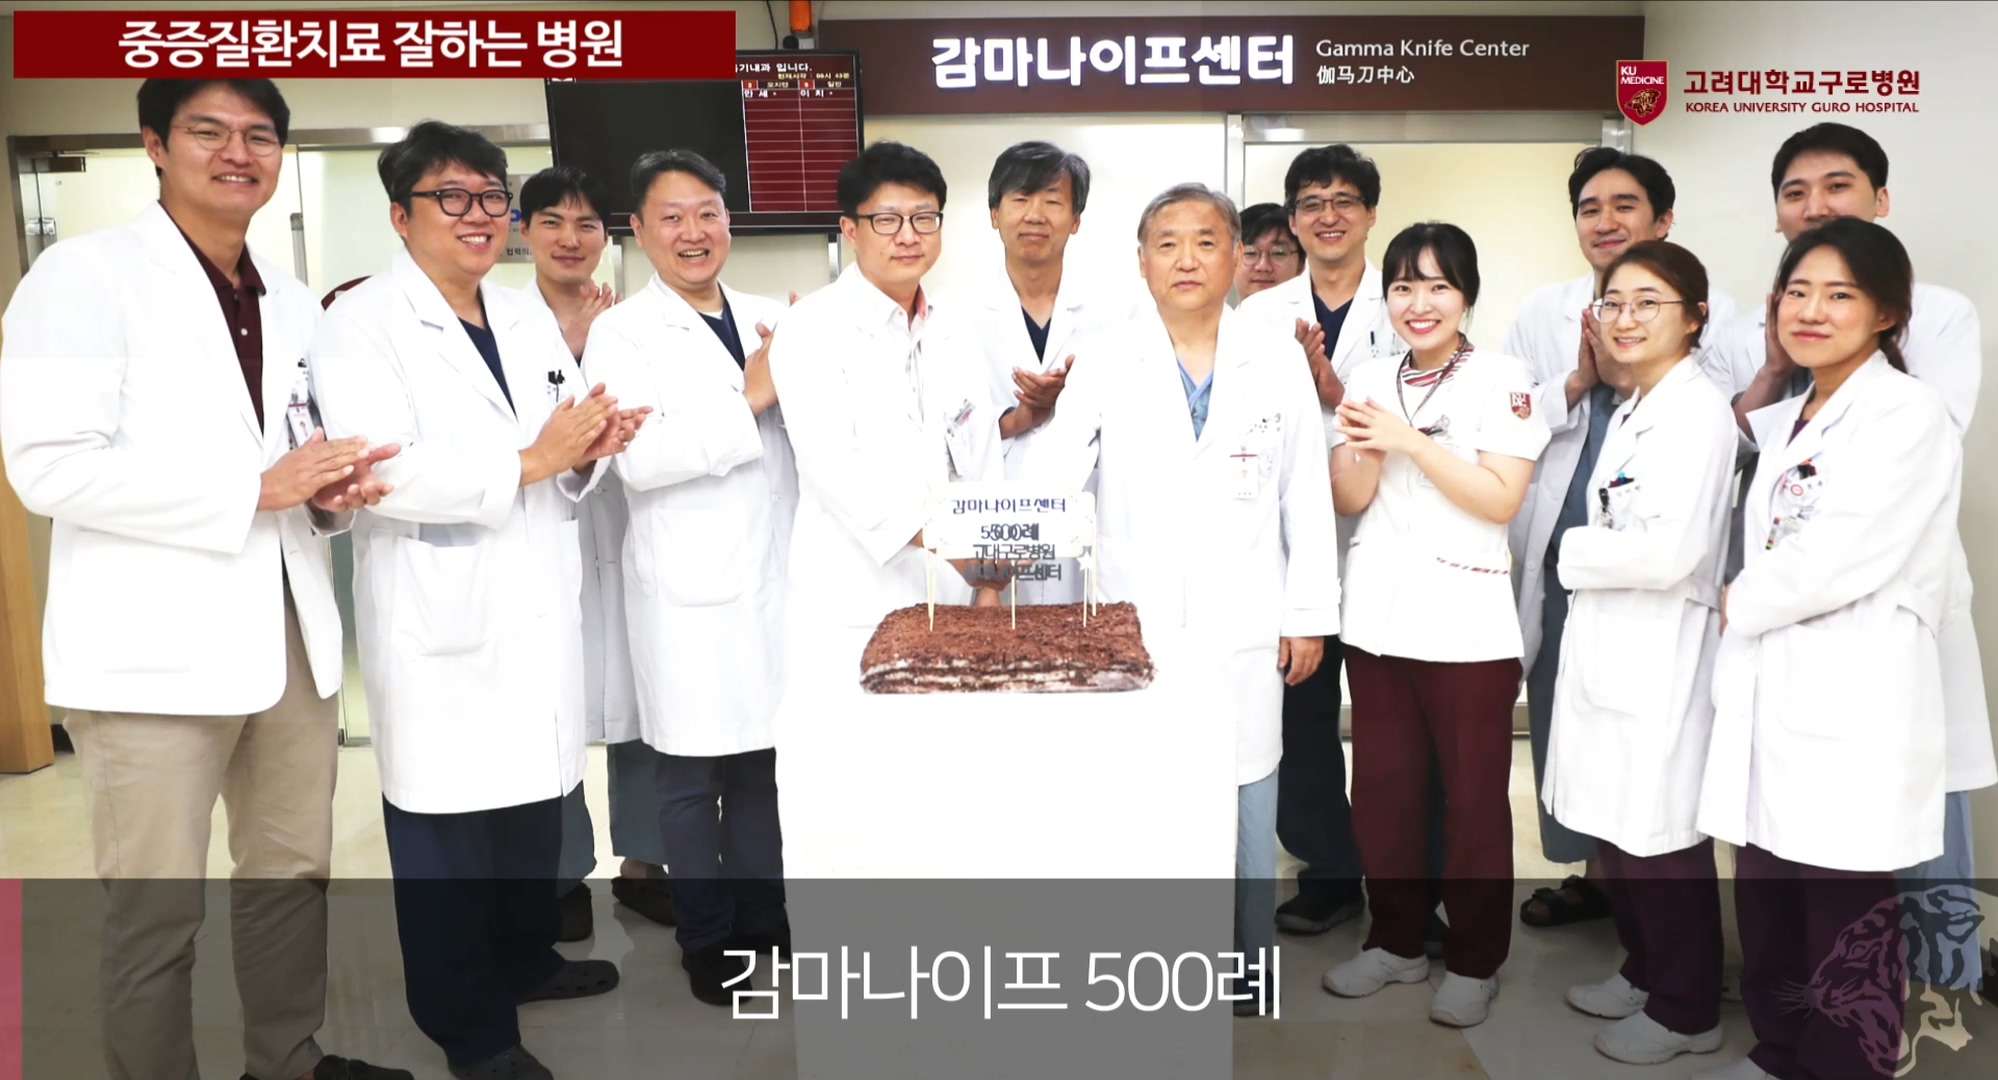 중증질환치료 잘하는 병원
감마나이프센터
Gamma Knife Center
伽马刀中心
KU
MEDICINE
고려대학교구로병원
KOREA UNIVERSITY GURO HOSPITAL
입니다.
감마나이프센터
500례
고대구로병원
감마나이프 500례